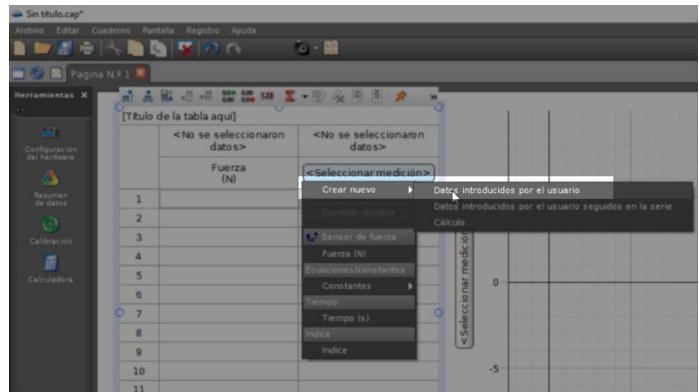 Sin título.cap*
Archivo Editar Cuaderno Pantalla Registro Ayuda
Página N.º 1
Herramientas
[Título de la tabla aquí]
<No se seleccionaron datos>
<No se seleccionaron datos>
Fuerza
(N)
<Seleccionar medición>
Configuración
del hardware
Resumen
de datos
Calibración
Calculadora
1
2
3
4
5
6
7
8
9
10
11
Crear nuevo
Cambiar nombre
Sensor de fuerza
Fuerza (N)
Ecuaciones/constantes
Constantes
Tiempo
Tiempo (s)
Índice
Índice
Datos introducidos por el usuario
Datos introducidos por el usuario seguidos en la serie
Cálculo
<Seleccionar medición>
0
-5